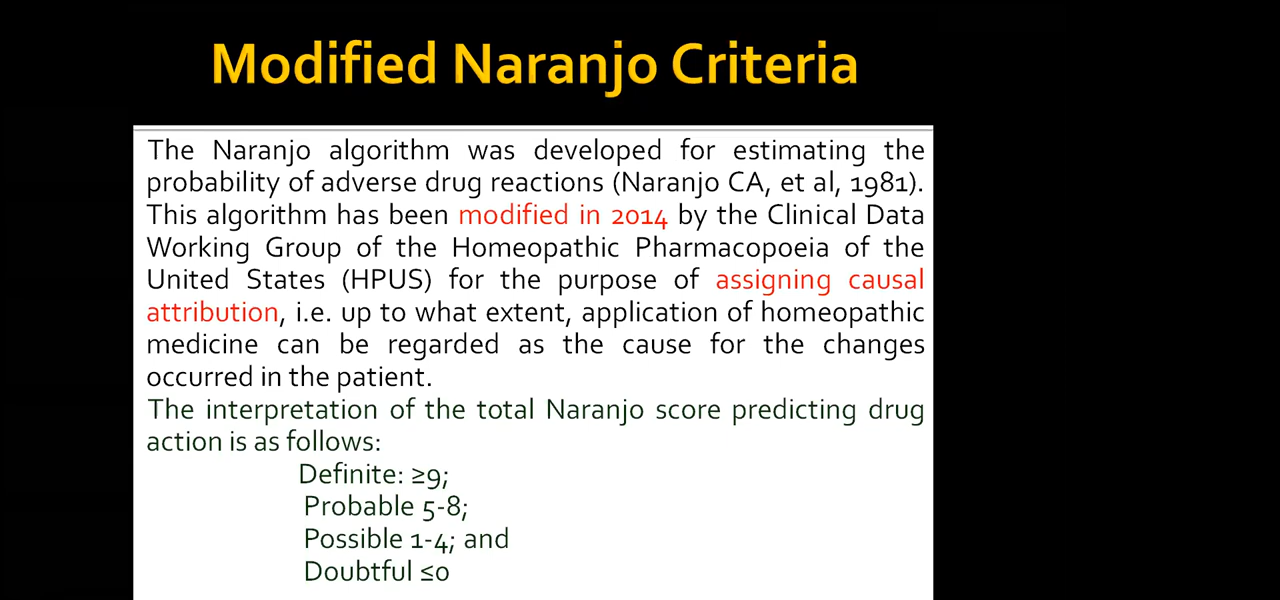 Modified Naranjo Criteria
The Naranjo algorithm was developed for estimating the
probability of adverse drug reactions (Naranjo CA, et al, 1981).
This algorithm has been modified in 2014 by the Clinical Data
Working Group of the Homeopathic Pharmacopoeia of the
United States (HPUS) for the purpose of assigning causal
attribution, i.e. up to what extent, application of homeopathic
medicine can be regarded as the cause for the changes
occurred in the patient.
The interpretation of the total Naranjo score predicting drug
action is as follows:
Definite: ≥9;
Probable 5-8;
Possible 1-4; and
Doubtful ≤0